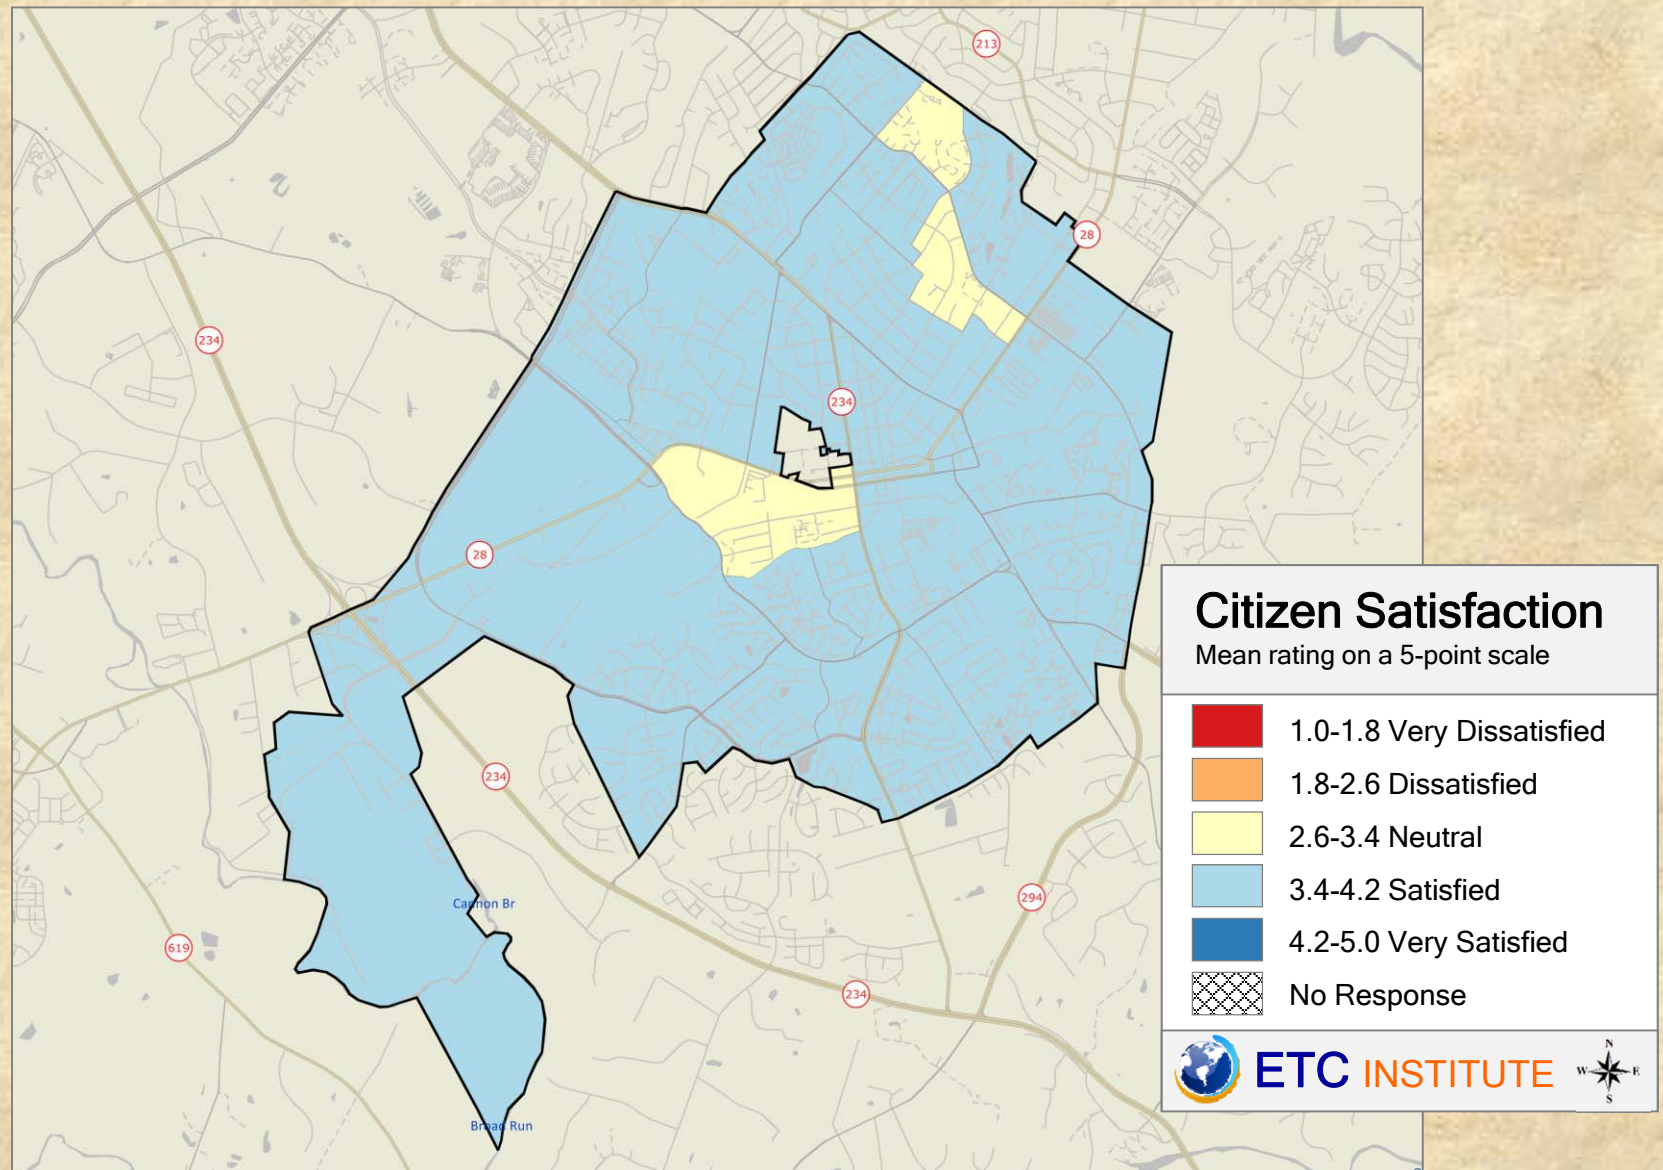 213
28
234
234
28
Citizen Satisfaction
Mean rating on a 5-point scale
1.0-1.8 Very Dissatisfied
1.8-2.6 Dissatisfied
2.6-3.4 Neutral
3.4-4.2 Satisfied
4.2-5.0 Very Satisfied
No Response
ETC INSTITUTE
N
W E
S
234
294
Cannon Br
619
234
Broad Run